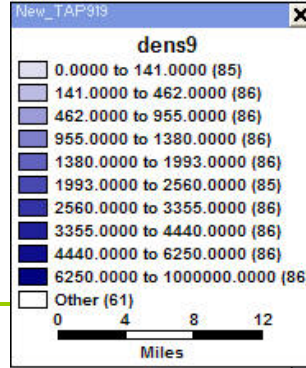 New_TAP919
dens9
0.0000 to 141.0000 (85)
141.0000 to 462.0000 (86)
462.0000 to 955.0000 (86)
955.0000 to 1380.0000 (86)
1380.0000 to 1993.0000 (86)
1993.0000 to 2560.0000 (85)
2560.0000 to 3355.0000 (86)
3355.0000 to 4440.0000 (86)
4440.0000 to 6250.0000 (86)
6250.0000 to 1000000.0000 (86
Other (61)
0 4 8 12
Miles